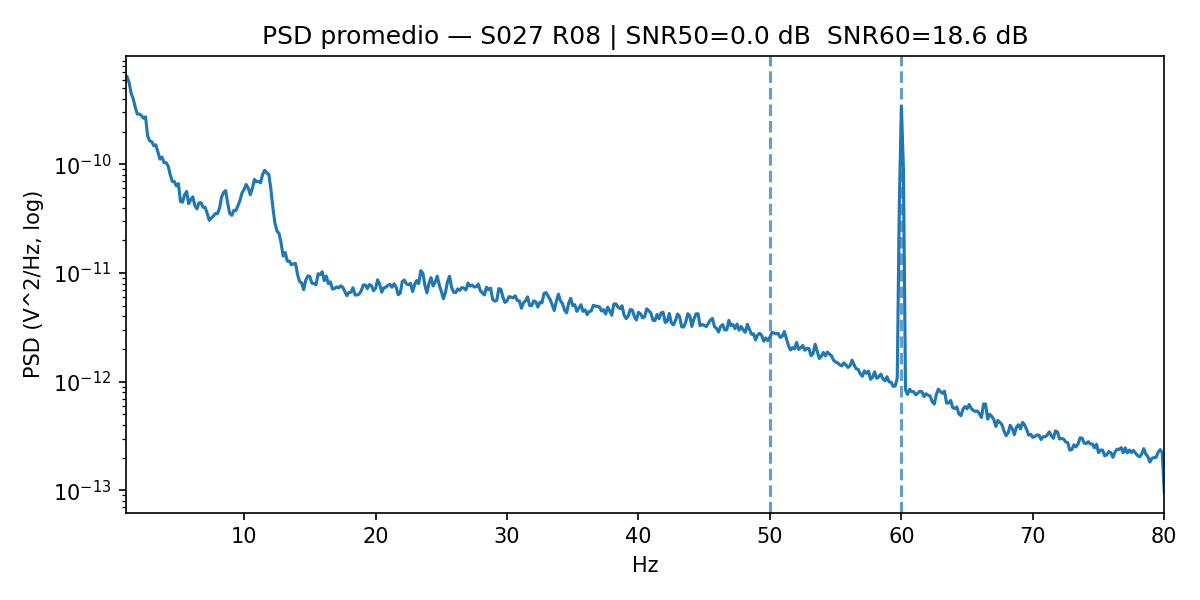 PSD promedio — S027 R08 | SNR50=0.0 dB  SNR60=18.6 dB
PSD (V^2/Hz, log)
10^{-10}
10^{-11}
10^{-12}
10^{-13}
10 20 30 40 50 60 70 80
Hz